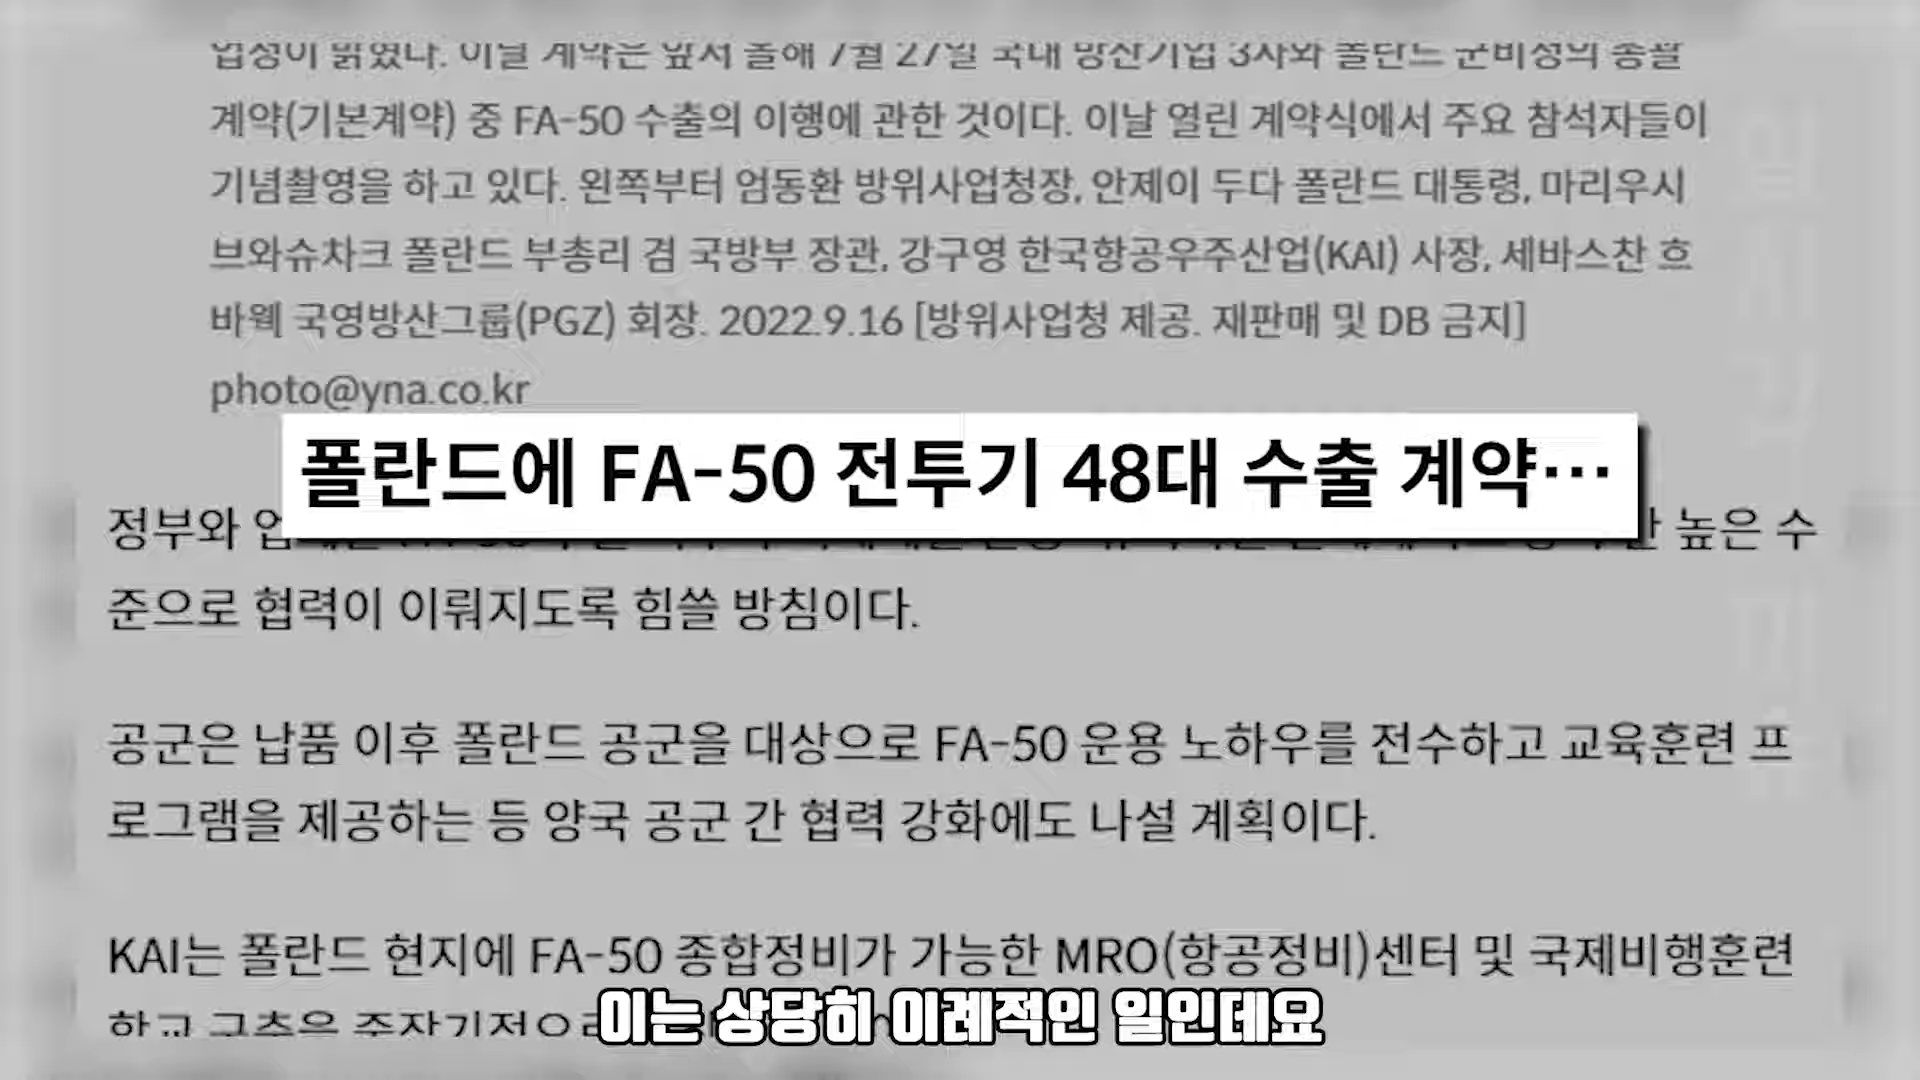 업청이 밝혔다. 이날 계약은 앞서 올해 7월 27일 국내 방산기업 3사와 폴란드 군비청의 총괄
계약(기본계약) 중 FA-50 수출의 이행에 관한 것이다. 이날 열린 계약식에서 주요 참석자들이
기념촬영을 하고 있다. 왼쪽부터 엄동환 방위사업청장, 안제이 두다 폴란드 대통령, 마리우시
브와슈차크 폴란드 부총리 겸 국방부 장관, 강구영 한국항공우주산업(KAI) 사장, 세바스찬 흐
바웩 국영방산그룹(PGZ) 회장. 2022.9.16 [방위사업청 제공. 재판매 및 DB 금지]
photo@yna.co.kr
폴란드에 FA-50 전투기 48대 수출 계약…
정부와 높은 수
준으로 협력이 이뤄지도록 힘쓸 방침이다.
공군은 납품 이후 폴란드 공군을 대상으로 FA-50 운용 노하우를 전수하고 교육훈련 프
로그램을 제공하는 등 양국 공군 간 협력 강화에도 나설 계획이다.
KAI는 폴란드 현지에 FA-50 종합정비가 가능한 MRO(항공정비)센터 및 국제비행훈련
이는 상당히 이례적인 일인데요